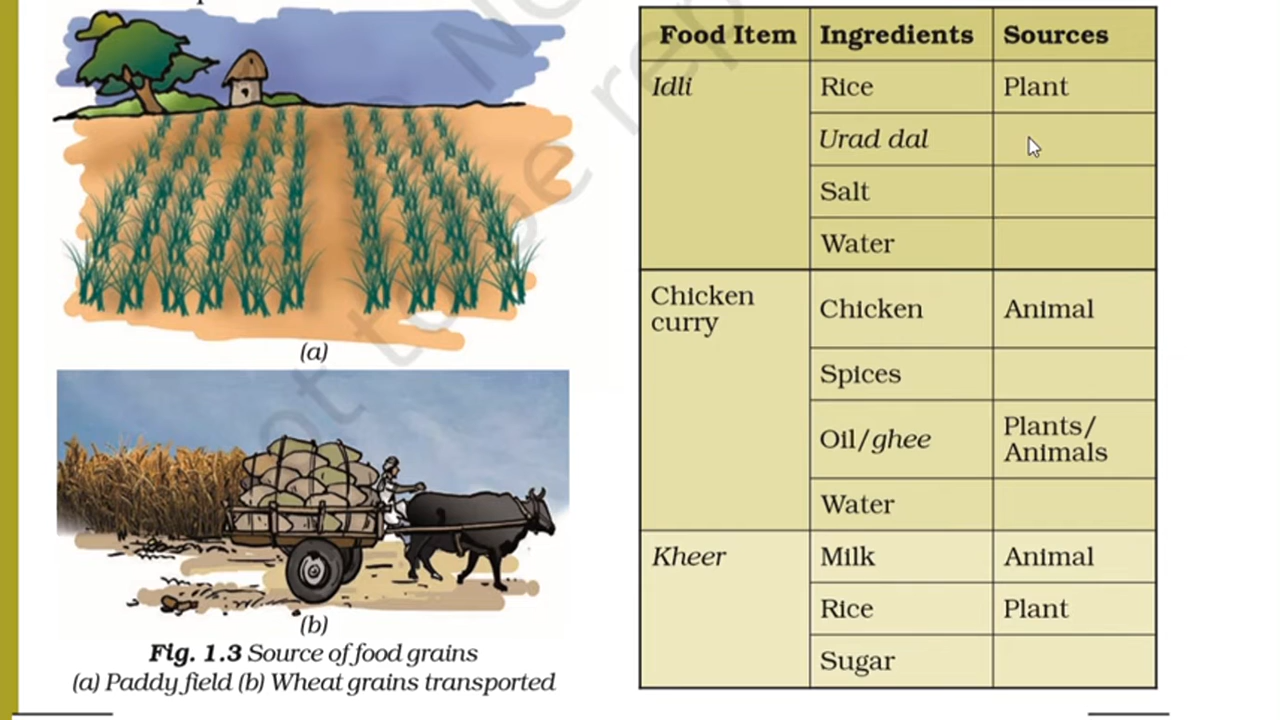 (a)
(b)
Fig. 1.3 Source of food grains
(a) Paddy field (b) Wheat grains transported
Food Item Ingredients Sources
Idli Rice Plant
Urad dal
Salt
Water
Chicken
curry
Chicken Animal
Spices
Oil/ghee
Plants/
Animals
Water
Kheer Milk Animal
Rice Plant
Sugar